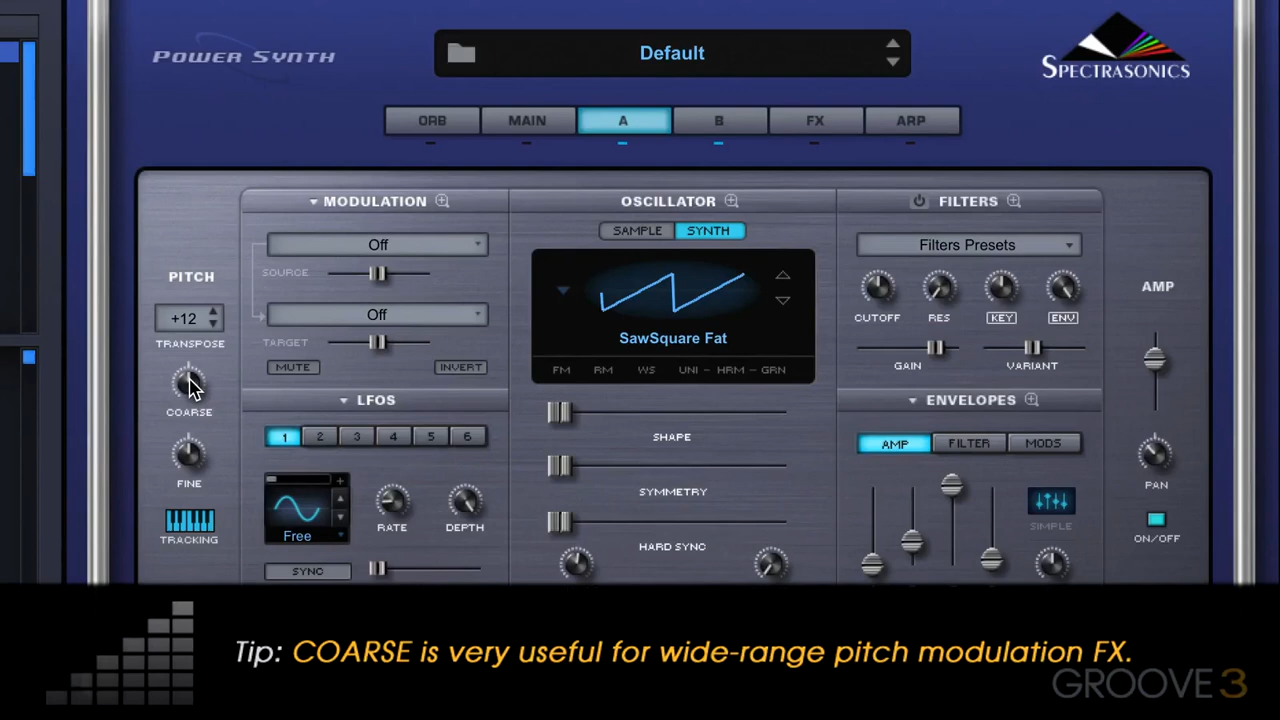 POWER SYNTH
Default
SPECTRASONICS
ORB
MAIN
A
B
FX
ARP
PITCH
+12
TRANSPOSE
COARSE
FINE
TRACKING
MODULATION
Off
SOURCE
Off
TARGET
MUTE
INVERT
LFOS
1
2
3
4
5
6
Free
RATE
DEPTH
SYNC
OSCILLATOR
SAMPLE
SYNTH
SawSquare Fat
FM
RM
WS
UNI – HRM – GRN
SHAPE
SYMMETRY
HARD SYNC
FILTERS
Filters Presets
CUTOFF
RES
KEY
ENV
GAIN
VARIANT
ENVELOPES
AMP
FILTER
MODS
SIMPLE
AMP
PAN
ON/OFF
Tip: COARSE is very useful for wide-range pitch modulation FX.
GROOVE 3